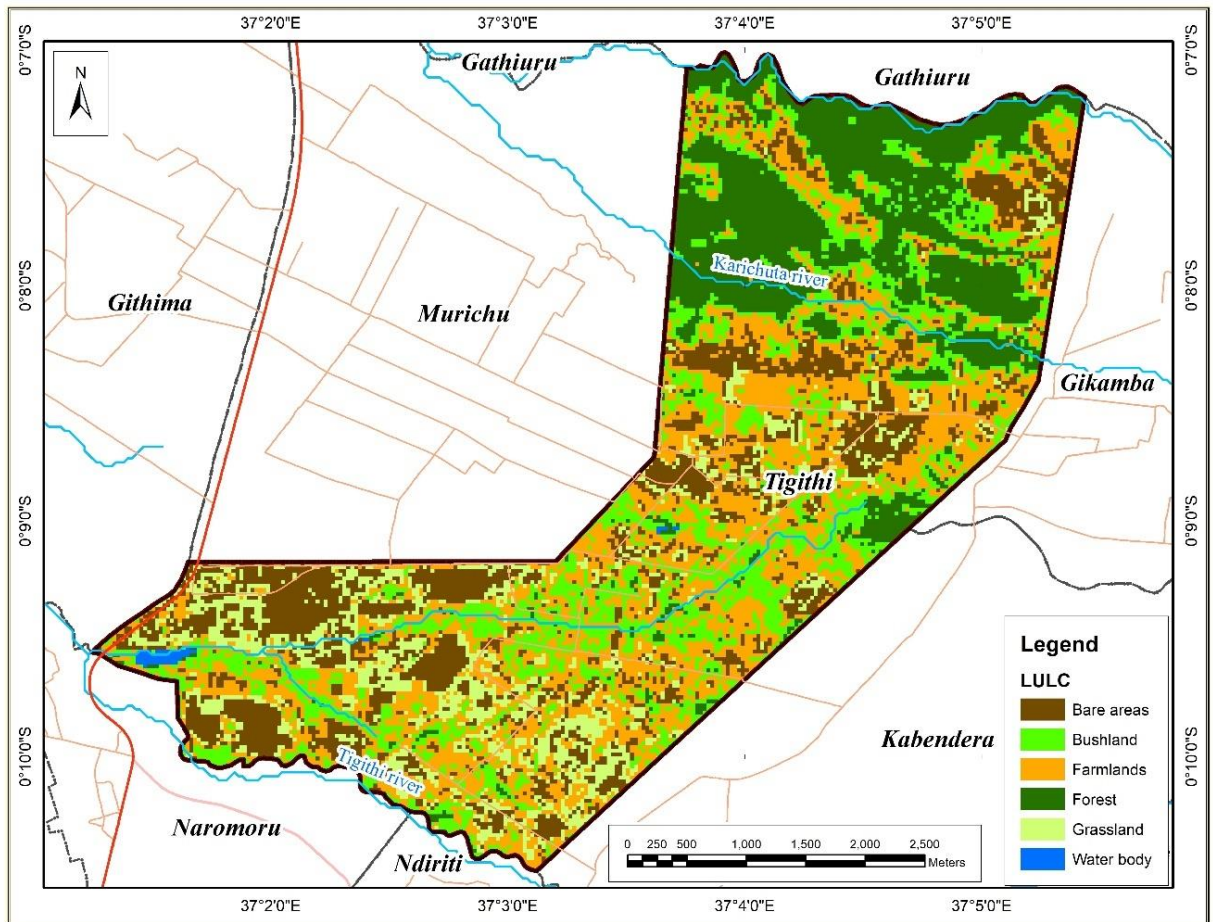 37°2'0"E
37°3'0"E
37°4'0"E
37°5'0"E
0°7'0"S
0°7'0"S
N
Gathiuru
Gathiuru
Karichuta river
0°8'0"S
0°8'0"S
Githima
Murichu
Gikamba
Tigithi
0°9'0"S
0°9'0"S
Legend
LULC
Bare areas
Bushland
Farmlands
Forest
Grassland
Water body
Kabendera
0°10'0"S
0°10'0"S
Tigithi river
Naromoru
Ndiriti
0 250 500 1,000 1,500 2,000 2,500
Meters
37°2'0"E
37°3'0"E
37°4'0"E
37°5'0"E